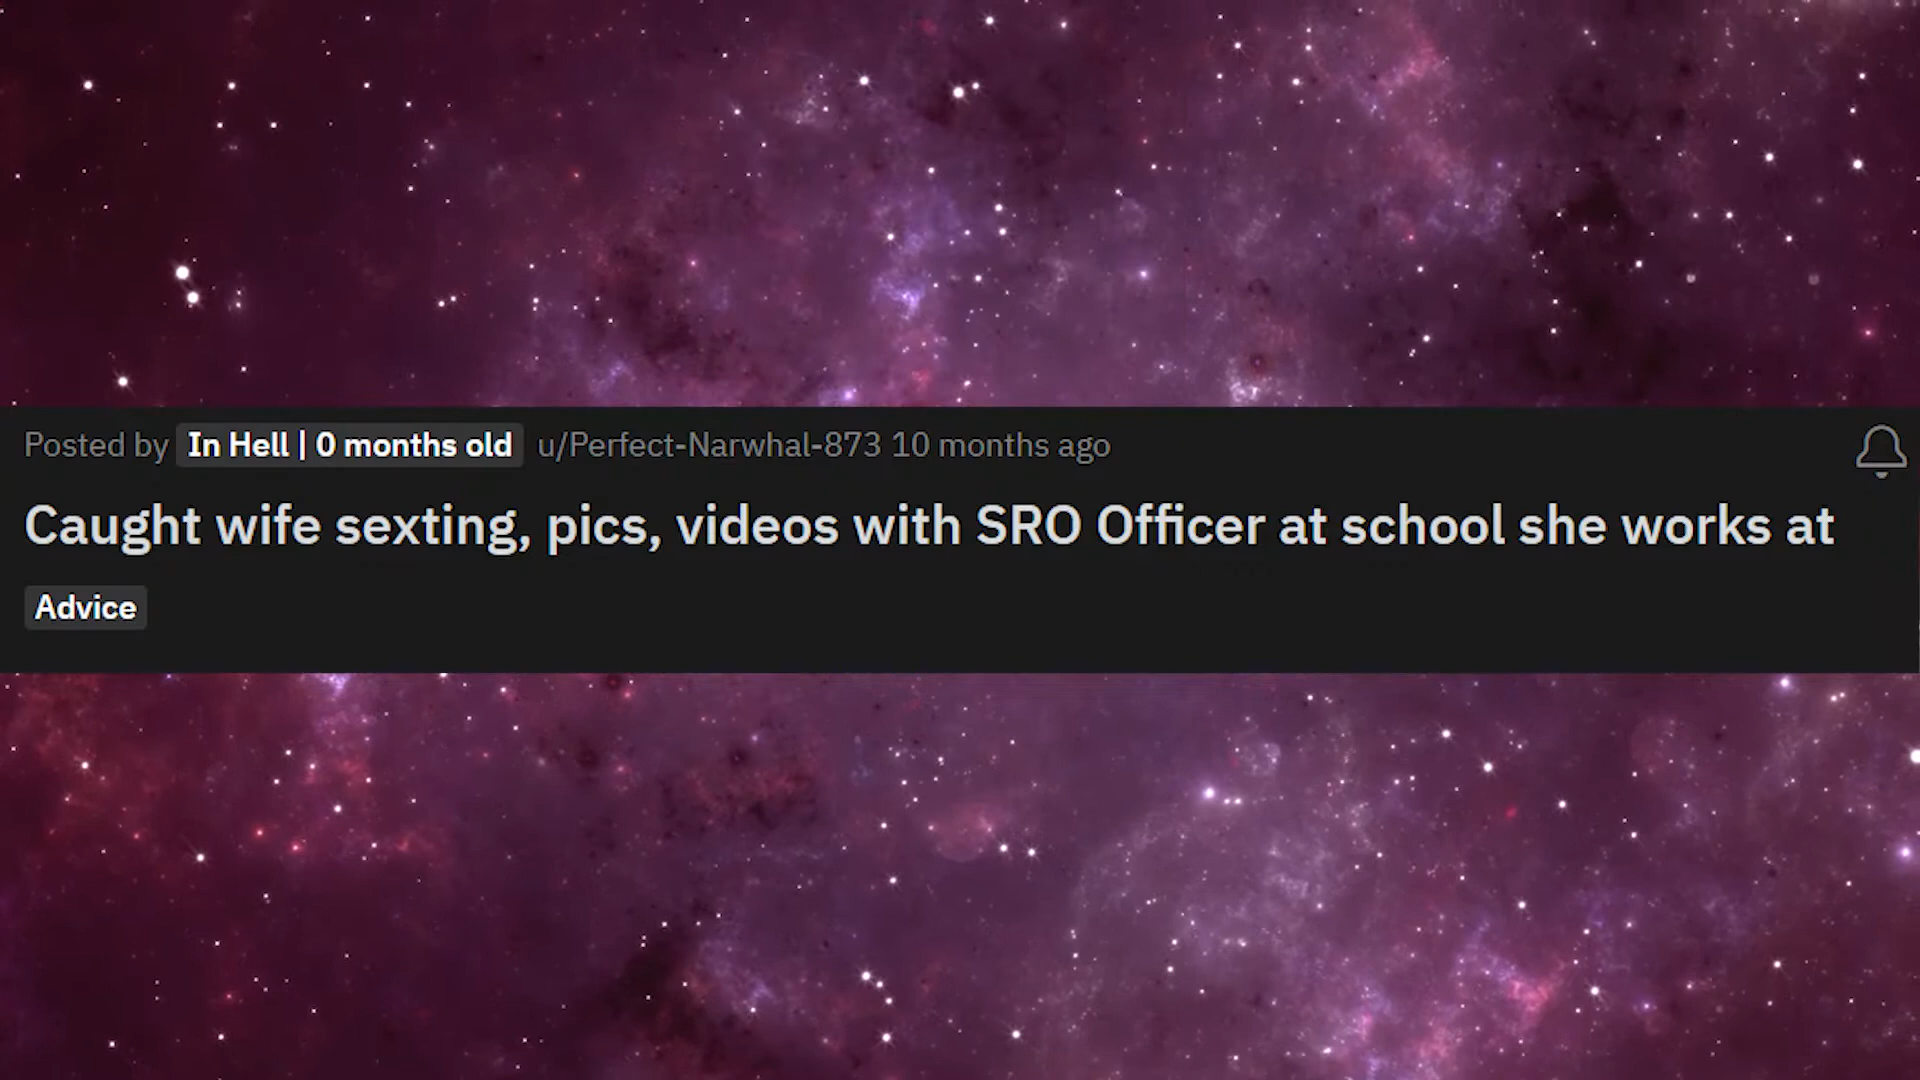 Posted by In Hell | 0 months old u/Perfect-Narwhal-873 10 months ago
Caught wife sexting, pics, videos with SRO Officer at school she works at
Advice